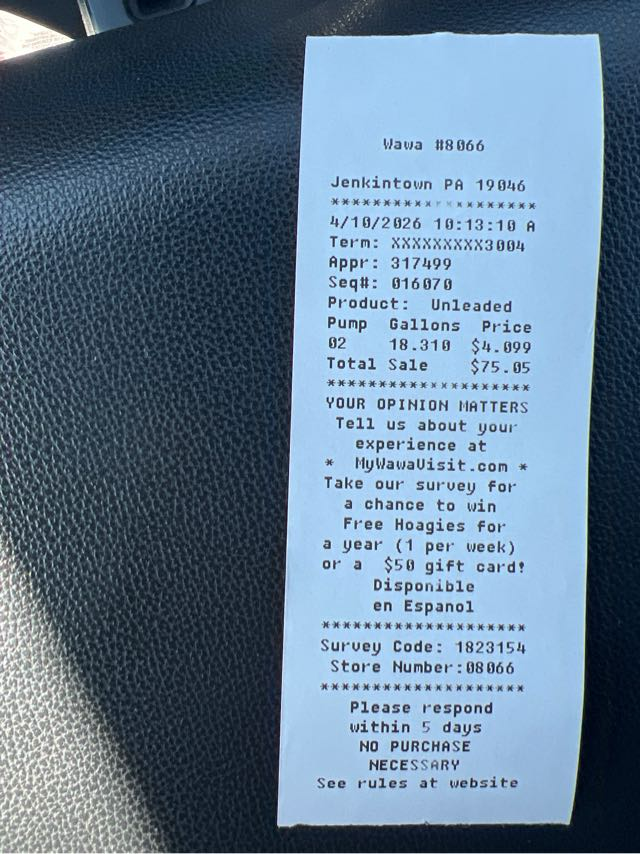 Wawa #8066
Jenkintown PA 19046
********************
4/10/2026 10:13:10 A
Term: XXXXXXXXX3004
Appr: 317499
Seq#: 016070
Product: Unleaded
Pump Gallons Price
02 18.310 $4.099
Total Sale $75.05
********************
YOUR OPINION MATTERS
Tell us about your
experience at
* MyWawaVisit.com *
Take our survey for
a chance to win
Free Hoagies for
a year (1 per week)
or a $50 gift card!
Disponible
en Espanol
********************
Survey Code: 1823154
Store Number:08066
********************
Please respond
within 5 days
NO PURCHASE
NECESSARY
See rules at website